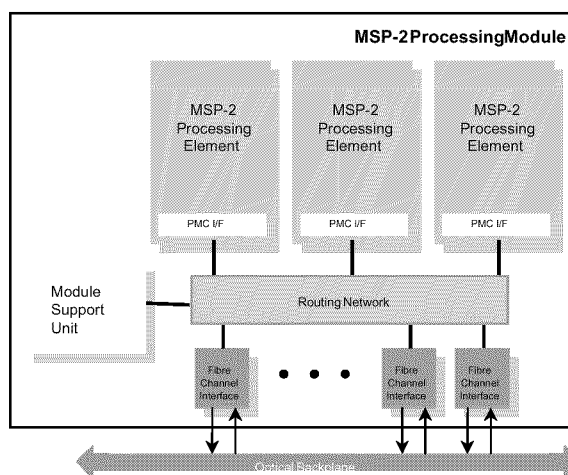 MSP-2ProcessingModule
MSP-2
Processing
Element
MSP-2
Processing
Element
MSP-2
Processing
Element
PMC I/F
PMC I/F
PMC I/F
Module
Support
Unit
Routing Network
Fibre
Channel
Interface
Fibre
Channel
Interface
Fibre
Channel
Interface
Optical Backplane